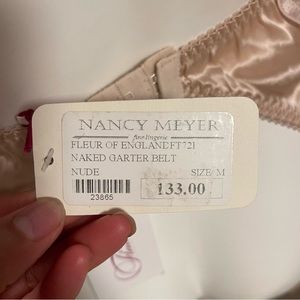 NANCY MEYER
fine lingerie
FLEUR OF ENGLAND FT721
NAKED GARTER BELT
NUDE SIZE/ M
23865 133.00